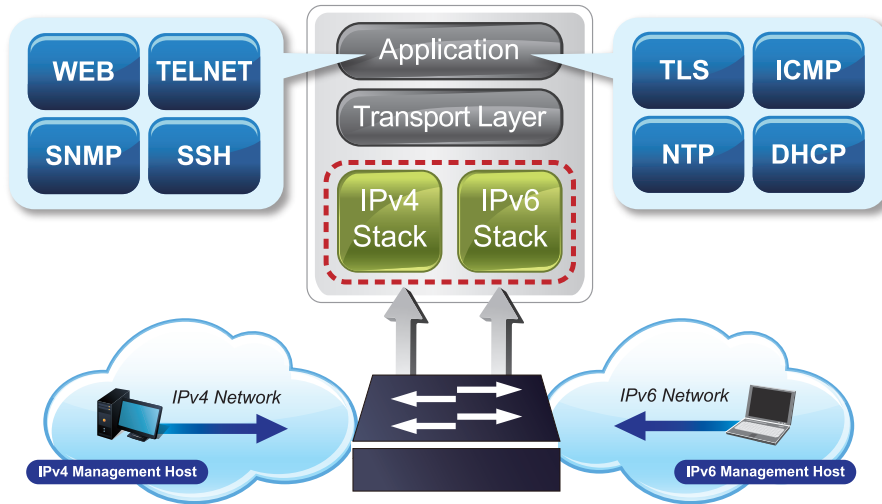 WEB
TELNET
SNMP
SSH
Application
Transport Layer
IPv4
Stack
IPv6
Stack
TLS
ICMP
NTP
DHCP
IPv4 Network
IPv4 Management Host
IPv6 Network
IPv6 Management Host